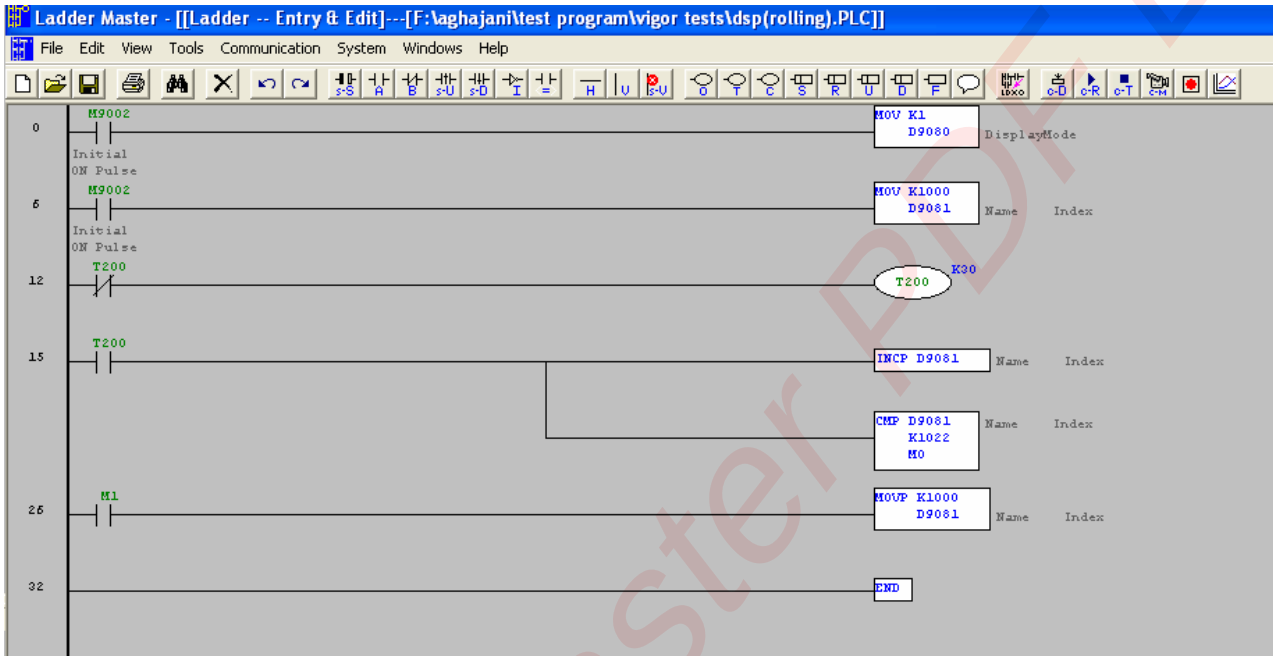 Ladder Master - [[Ladder -- Entry & Edit]---[F:\aghajani\test program\vigor tests\dsp(rolling).PLC]]
File Edit View Tools Communication System Windows Help
s-S A B s-U s-D I = H U s-U O T C S R U D F LDXO c-D c-R c-T c-M
0 M9002 MOV K1
D9080 DisplayMode
Initial
ON Pulse
6 M9002 MOV K1000
D9081 Name Index
Initial
ON Pulse
12 T200 T200 K30
15 T200 INCP D9081 Name Index
CMP D9081 Name Index
K1022
M0
26 M1 MOVP K1000
D9081 Name Index
32 END
ster PDF